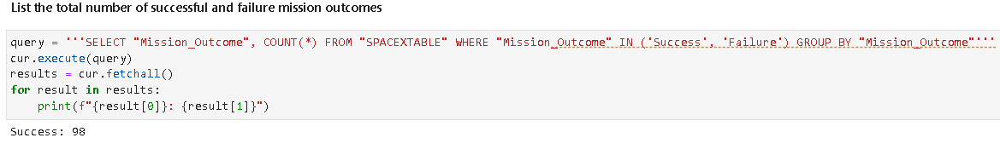 List the total number of successful and failure mission outcomes
query = '''SELECT "Mission_Outcome", COUNT(*) FROM "SPACEXTABLE" WHERE "Mission_Outcome" IN ('Success', 'Failure') GROUP BY "Mission_Outcome"'''
cur.execute(query)
results = cur.fetchall()
for result in results:
    print(f"{result[0]}: {result[1]}")
Success: 98